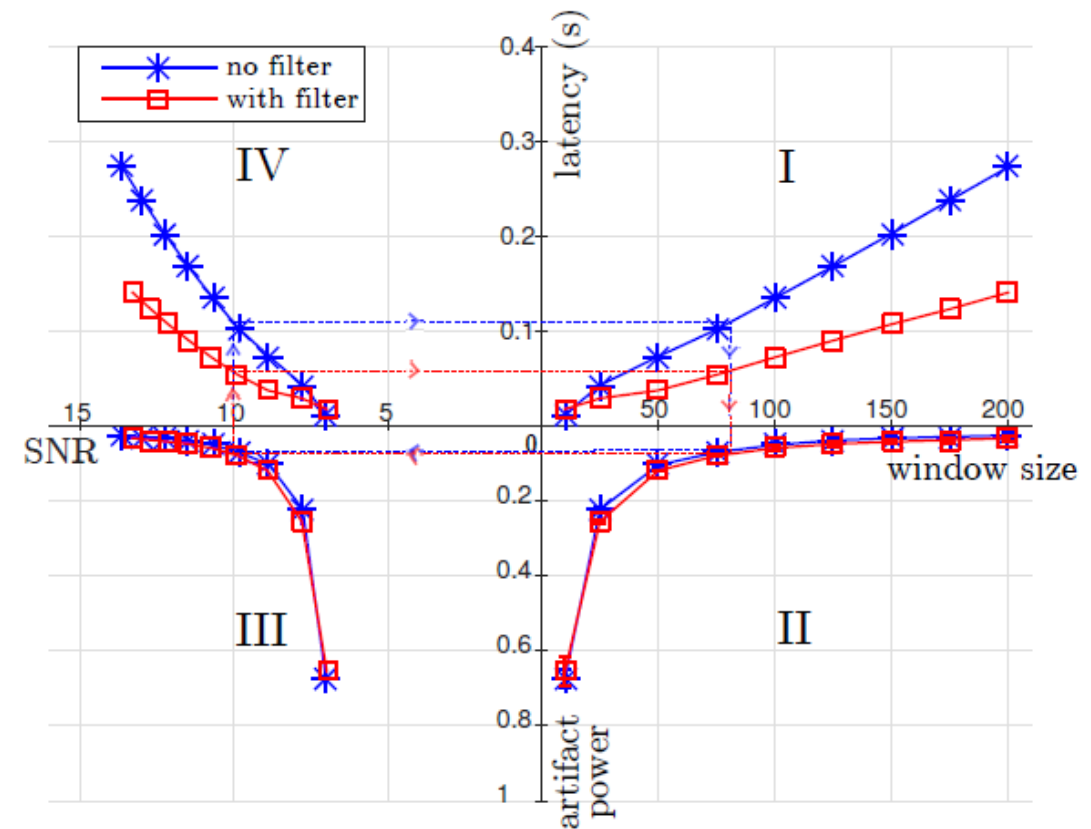 no filter
with filter
0.4
latency (s)
0.3
IV
I
0.2
0.1
15
10
5
50
100
150
200
SNR
0
window size
0.2
0.4
III
II
0.6
0.8
artifact
power
1